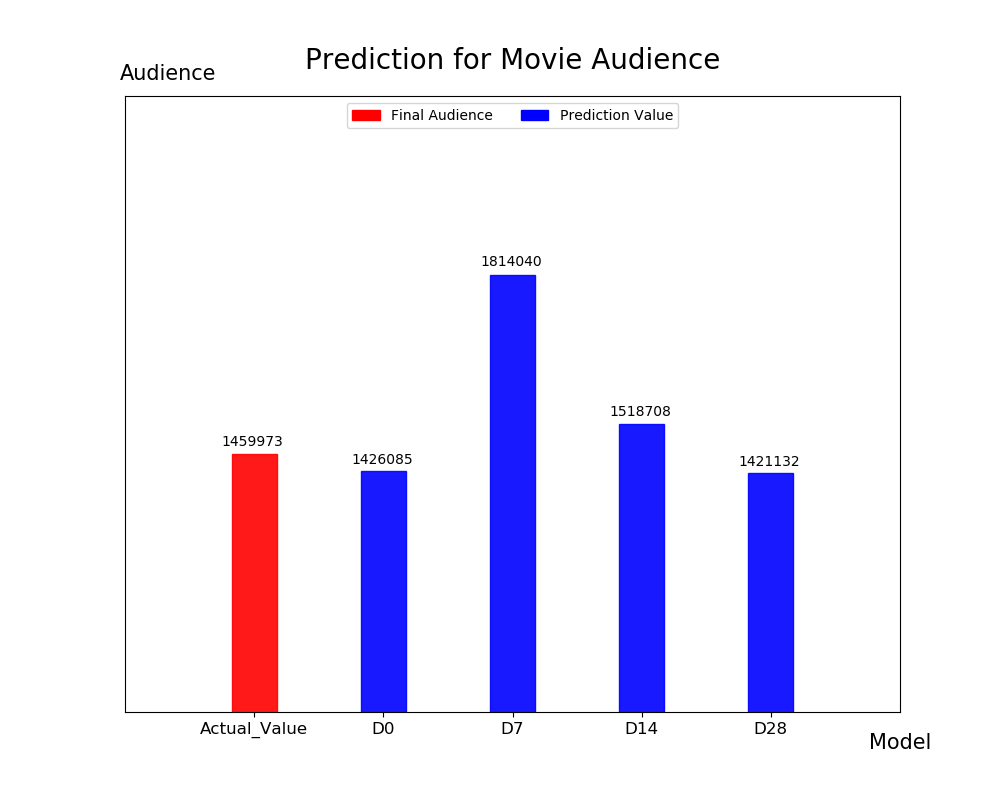 Prediction for Movie Audience
Audience
Final Audience
Prediction Value
1814040
1518708
1459973
1426085
1421132
Actual_Value
D0
D7
D14
D28
Model